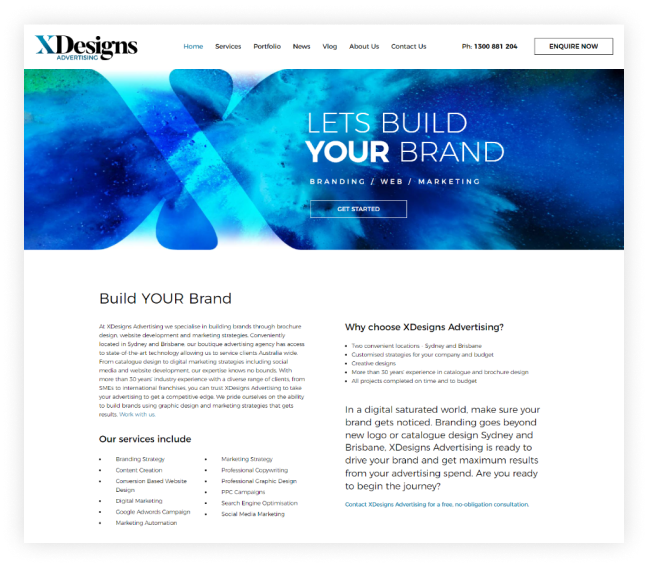 XDesigns
ADVERTISING
Home Services Portfolio News Vlog About Us Contact Us
Ph: 1300 881 204
ENQUIRE NOW
LETS BUILD
YOUR BRAND
BRANDING / WEB / MARKETING
GET STARTED
Build YOUR Brand
At XDesigns Advertising we specialise in building brands through brochure
design, website development and marketing strategies. Conveniently
located in Sydney and Brisbane, our boutique advertising agency has access
to state-of-the-art technology allowing us to service clients Australia wide.
From catalogue design to digital marketing strategies including social
media and website development, our expertise knows no bounds. With
more than 30 years' industry experience with a diverse range of clients, from
SMEs to international franchises, you can trust XDesigns Advertising to take
your advertising to get a competitive edge. We pride ourselves on the ability
to build brands using graphic design and marketing strategies that gets
results. Work with us.
Our services include
• Branding Strategy
• Content Creation
• Conversion Based Website
Design
• Digital Marketing
• Google Adwords Campaign
• Marketing Automation
• Marketing Strategy
• Professional Copywriting
• Professional Graphic Design
• PPC Campaigns
• Search Engine Optimisation
• Social Media Marketing
Why choose XDesigns Advertising?
• Two convenient locations - Sydney and Brisbane
• Customised strategies for your company and budget
• Creative designs
• More than 30 years' experience in catalogue and brochure design
• All projects completed on time and to budget
In a digital saturated world, make sure your
brand gets noticed. Branding goes beyond
new logo or catalogue design Sydney and
Brisbane, XDesigns Advertising is ready to
drive your brand and get maximum results
from your advertising spend. Are you ready
to begin the journey?
Contact XDesigns Advertising for a free, no-obligation consultation.